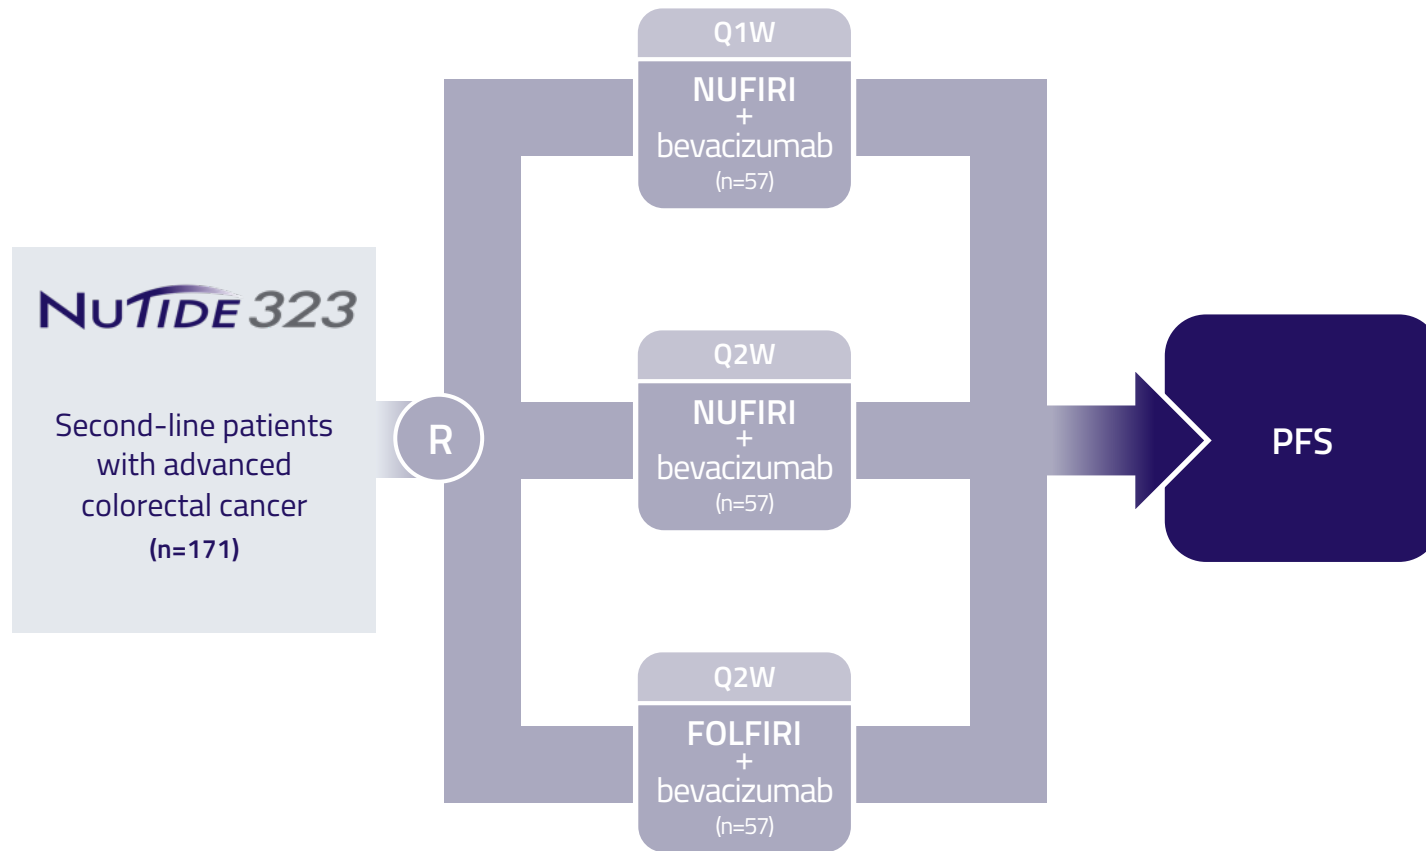 NUTIDE 323
Second-line patients
with advanced
colorectal cancer
(n=171)
R
Q1W
NUFIRI
+
bevacizumab
(n=57)
Q2W
NUFIRI
+
bevacizumab
(n=57)
Q2W
FOLFIRI
+
bevacizumab
(n=57)
PFS